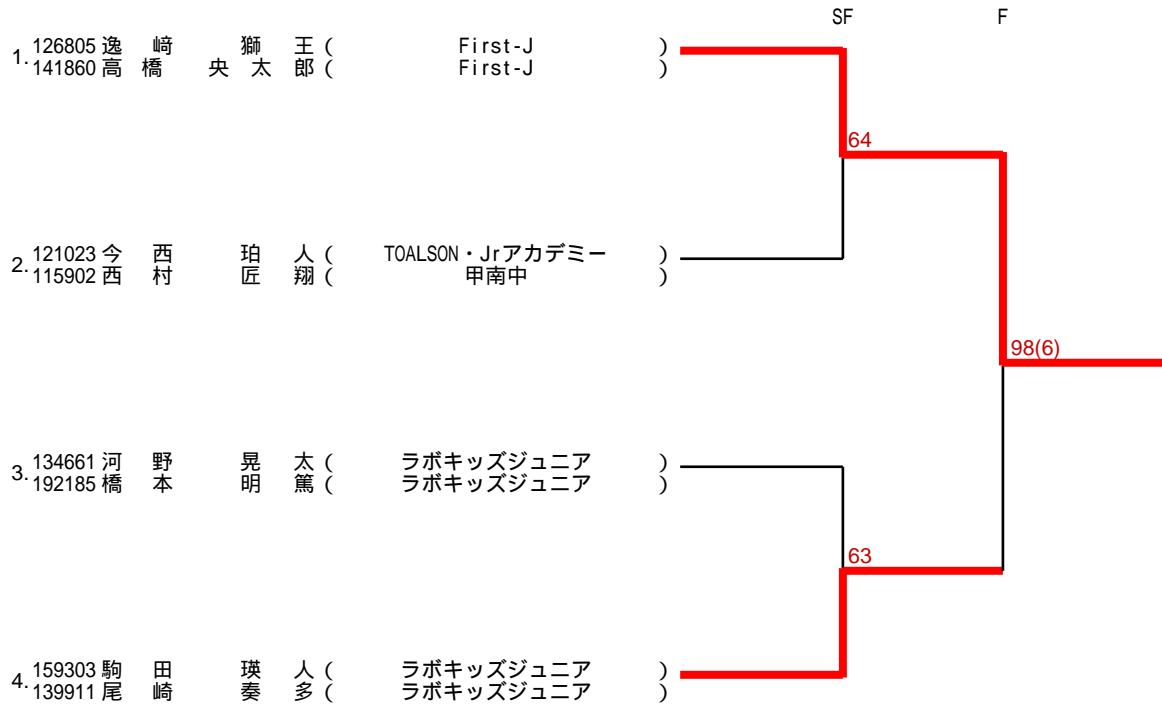 SF F
1. 126805 逸 﨑 獅 王 ( First-J )
141860 高 橋 央 太 郎 ( First-J )
64
2. 121023 今 西 珀 人 ( TOALSON・Jrアカデミー )
115902 西 村 匠 翔 ( 甲南中 )
98(6)
3. 134661 河 野 晃 太 ( ラボキッズジュニア )
192185 橋 本 明 篤 ( ラボキッズジュニア )
63
4. 159303 駒 田 瑛 人 ( ラボキッズジュニア )
139911 尾 崎 奏 多 ( ラボキッズジュニア )